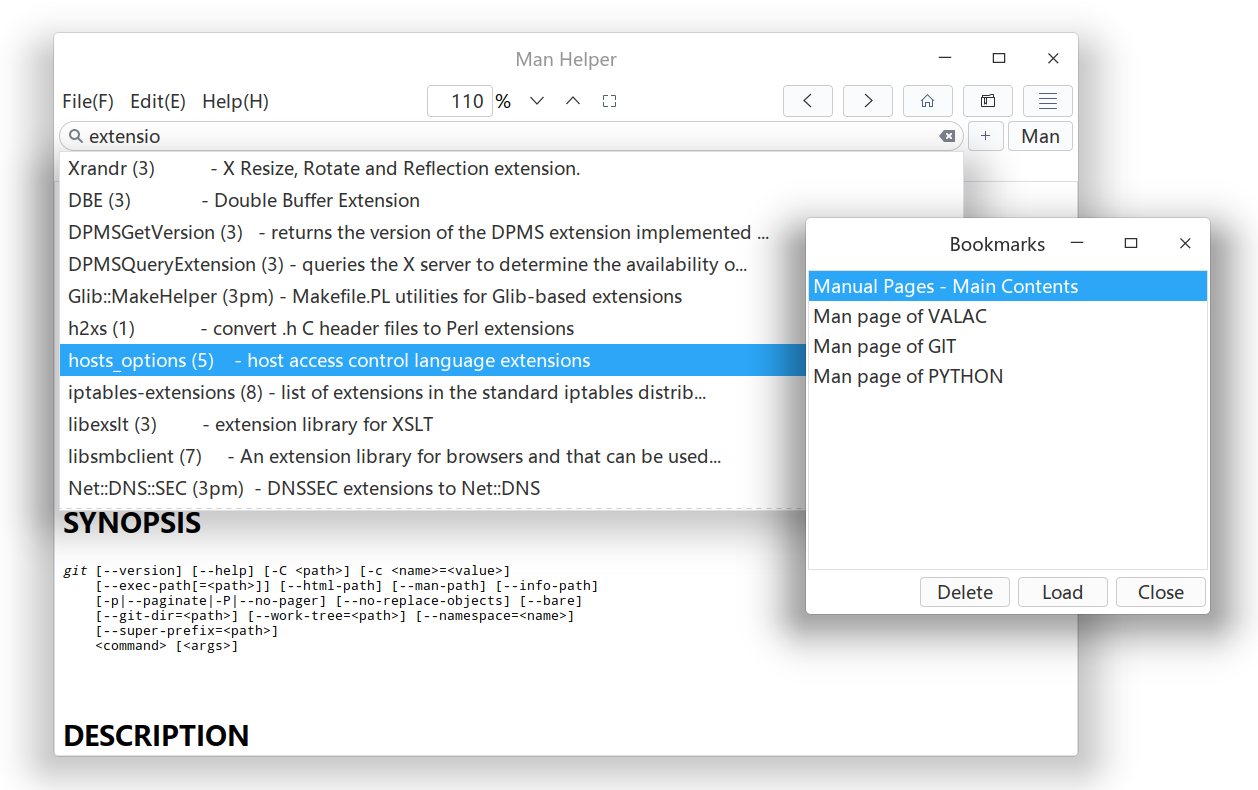 Man Helper
File(F) Edit(E) Help(H) 110 %
extensio + Man
Xrandr (3) - X Resize, Rotate and Reflection extension.
DBE (3) - Double Buffer Extension
DPMSGetVersion (3) - returns the version of the DPMS extension implemented ...
DPMSQueryExtension (3) - queries the X server to determine the availability o...
Glib::MakeHelper (3pm) - Makefile.PL utilities for Glib-based extensions
h2xs (1) - convert .h C header files to Perl extensions
hosts_options (5) - host access control language extensions
iptables-extensions (8) - list of extensions in the standard iptables distrib...
libexslt (3) - extension library for XSLT
libsmbclient (7) - An extension library for browsers and that can be used...
Net::DNS::SEC (3pm) - DNSSEC extensions to Net::DNS
SYNOPSIS
git [--version] [--help] [-C <path>] [-c <name>=<value>]
[--exec-path[=<path>]] [--html-path] [--man-path] [--info-path]
[-p|--paginate|-P|--no-pager] [--no-replace-objects] [--bare]
[--git-dir=<path>] [--work-tree=<path>] [--namespace=<name>]
[--super-prefix=<path>]
<command> [<args>]
DESCRIPTION
Bookmarks
Manual Pages - Main Contents
Man page of VALAC
Man page of GIT
Man page of PYTHON
Delete Load Close